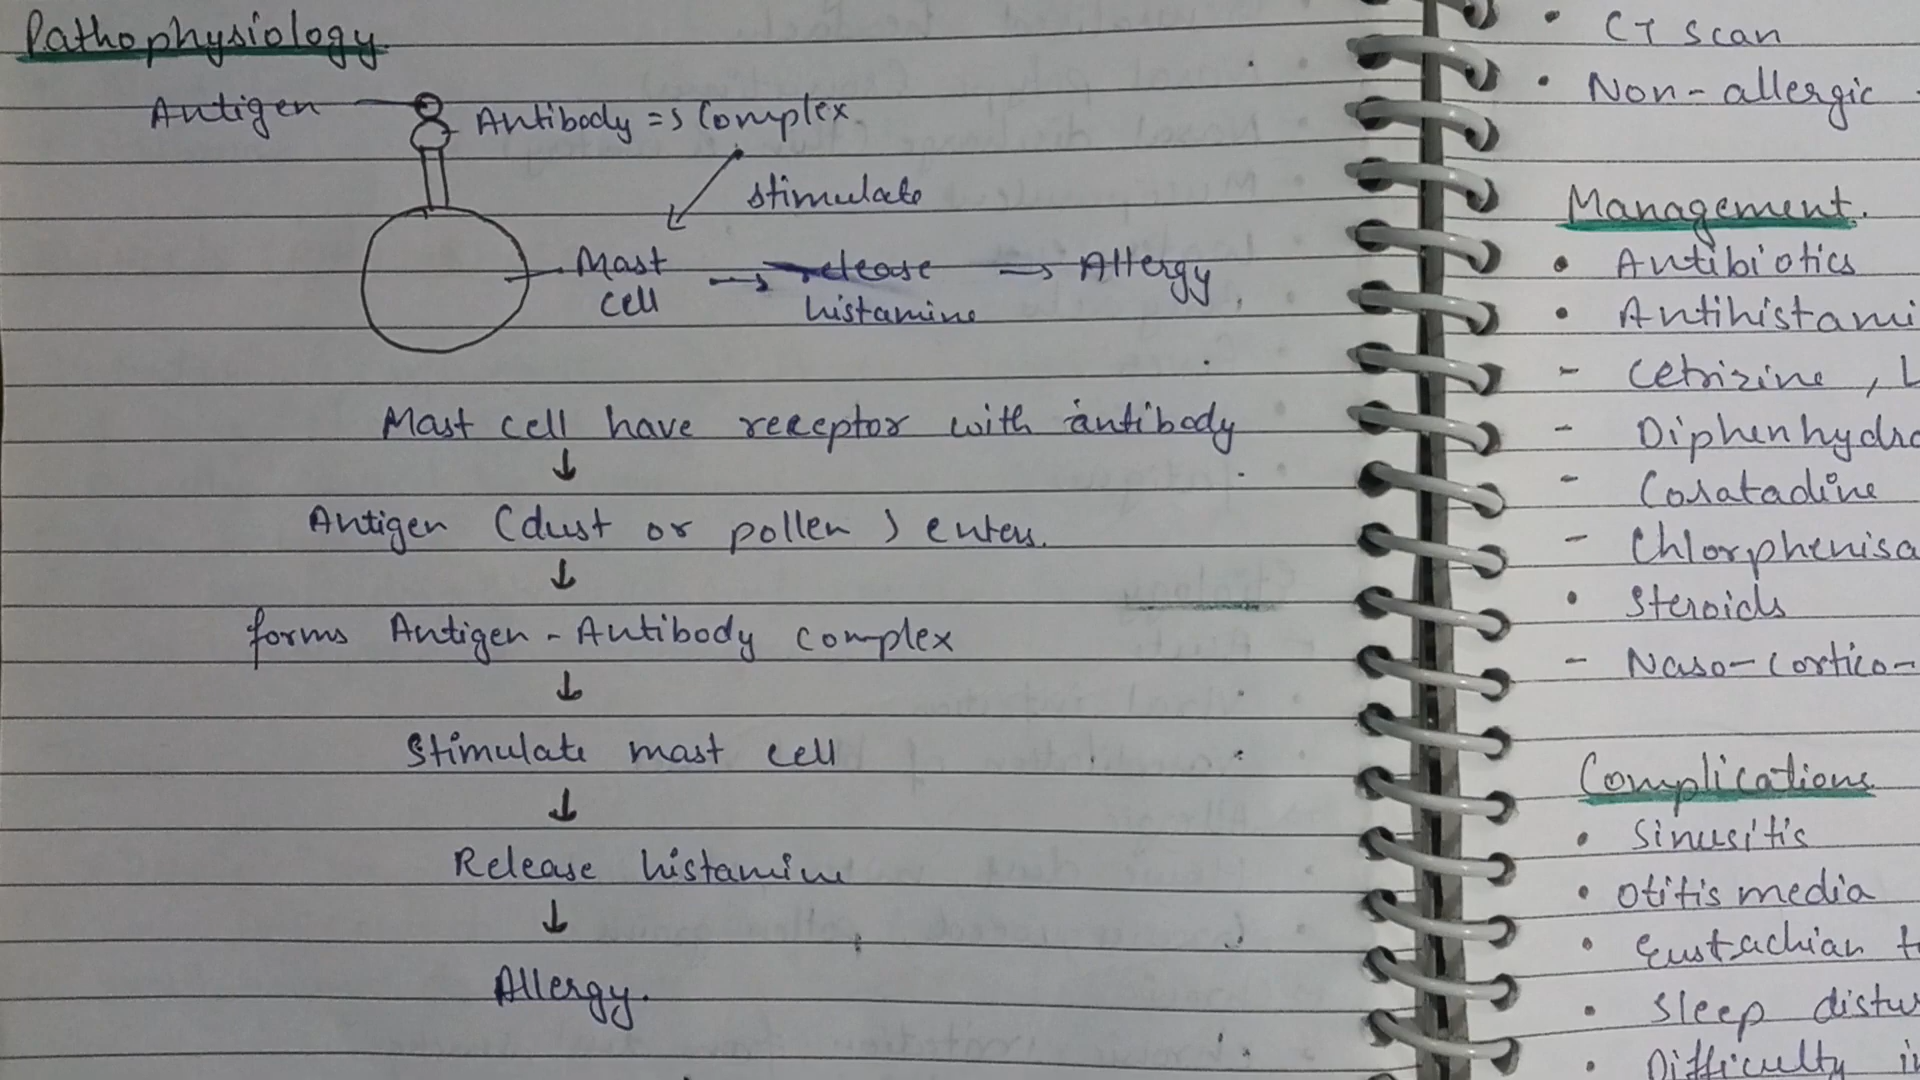 Pathophysiology
Antigen
Antibody => Complex
stimulate
Mast cell → release histamine => Allergy
Mast cell have receptor with antibody
↓
Antigen (dust or pollen) enters.
↓
forms Antigen - Antibody complex
↓
Stimulate mast cell
↓
Release histamine
↓
Allergy.
• CT scan
• Non-allergic
Management.
• Antibiotics
• Antihistami
- Cetrizine, L
- Diphenhydra
- Loratadine
- Chlorphenisa
• Steroids
- Naso-cortico-
Complications
• Sinusitis
• otitis media
• Eustachian t
• Sleep distu
• Difficulty i